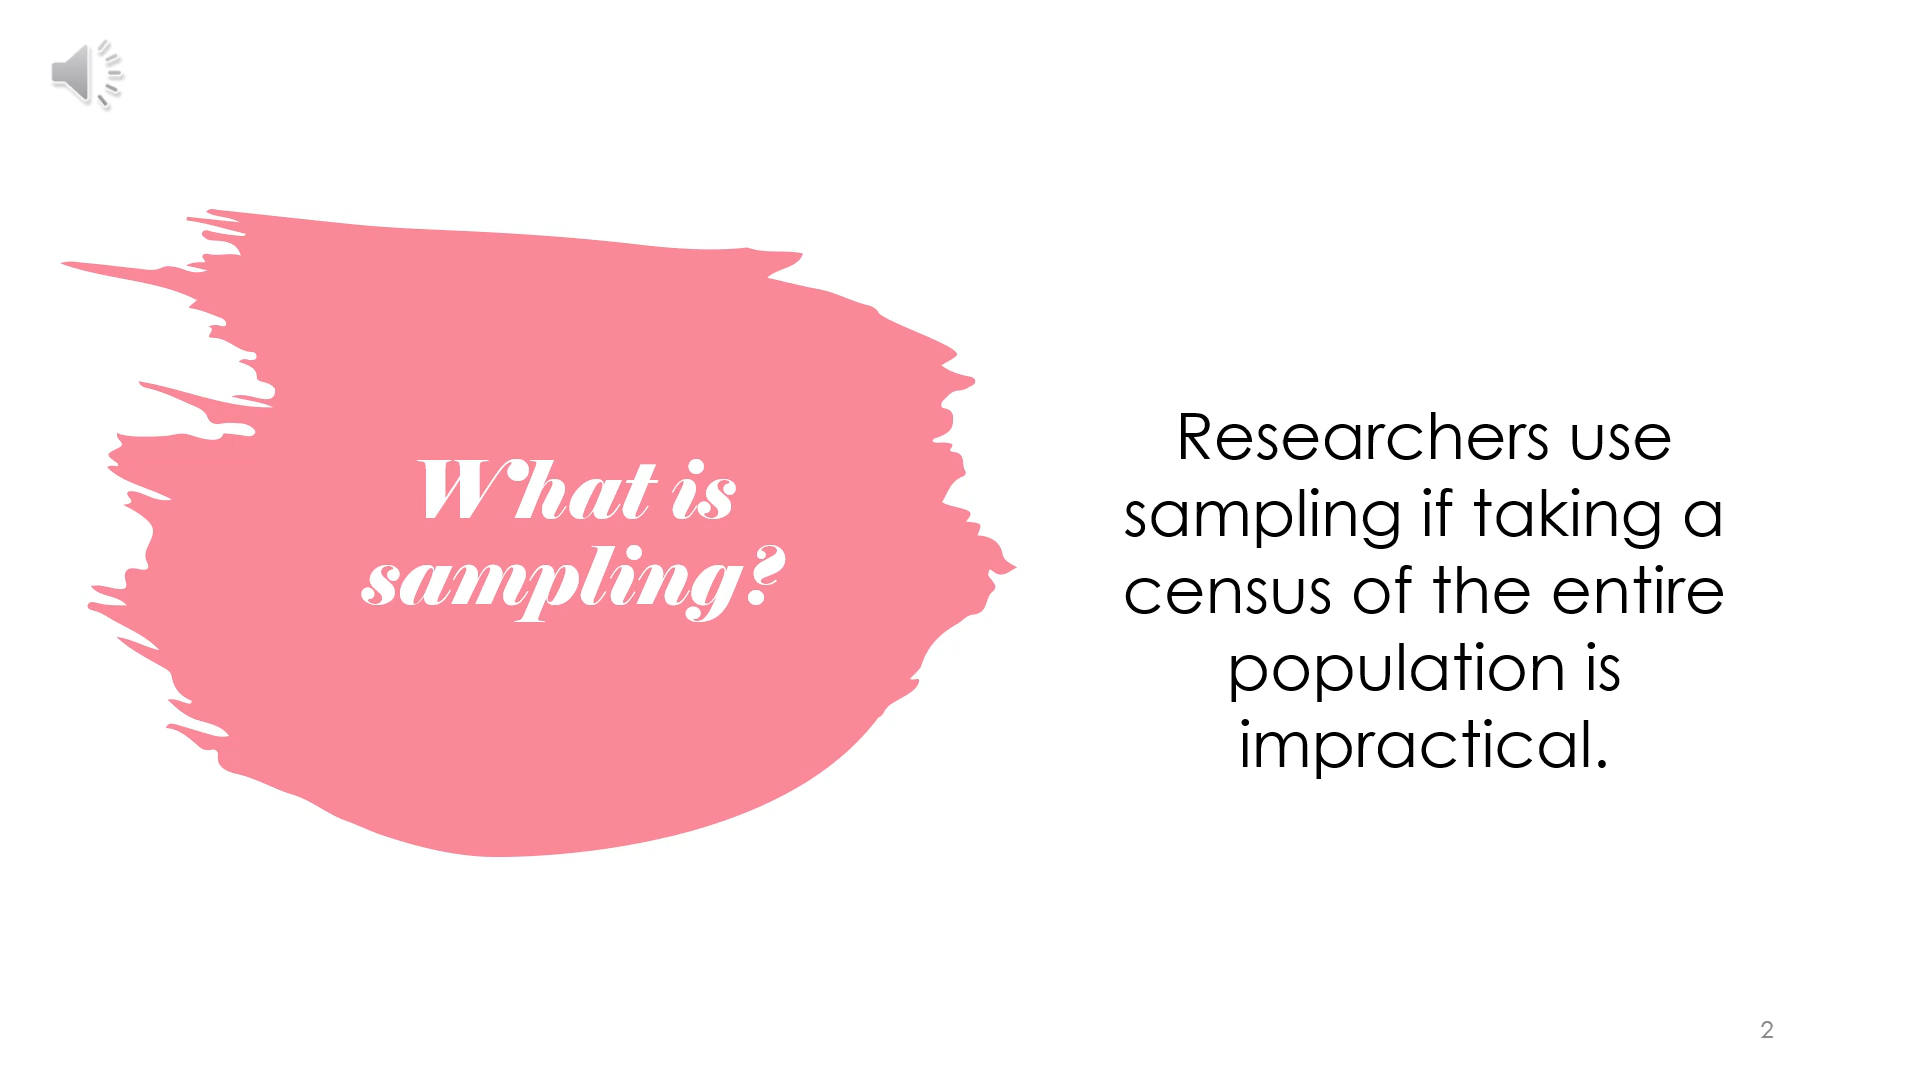 What is
sampling?
Researchers use
sampling if taking a
census of the entire
population is
impractical.
2